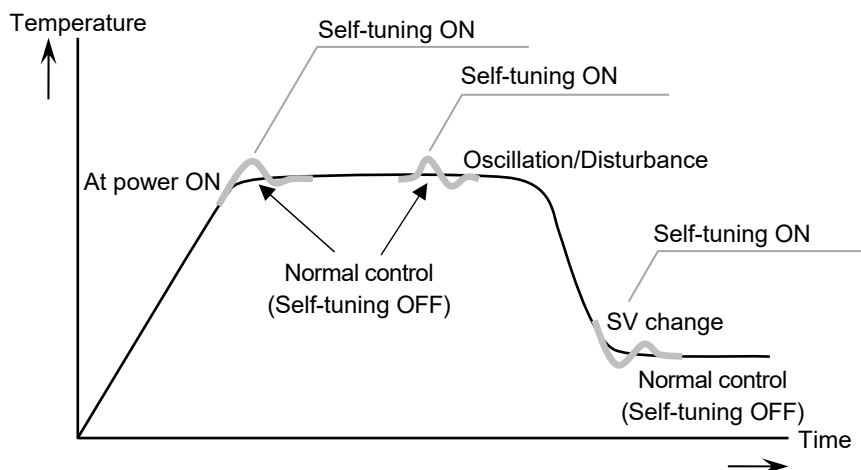 Temperature
Self-tuning ON
Self-tuning ON
At power ON
Oscillation/Disturbance
Self-tuning ON
Normal control
(Self-tuning OFF)
SV change
Normal control
(Self-tuning OFF)
Time